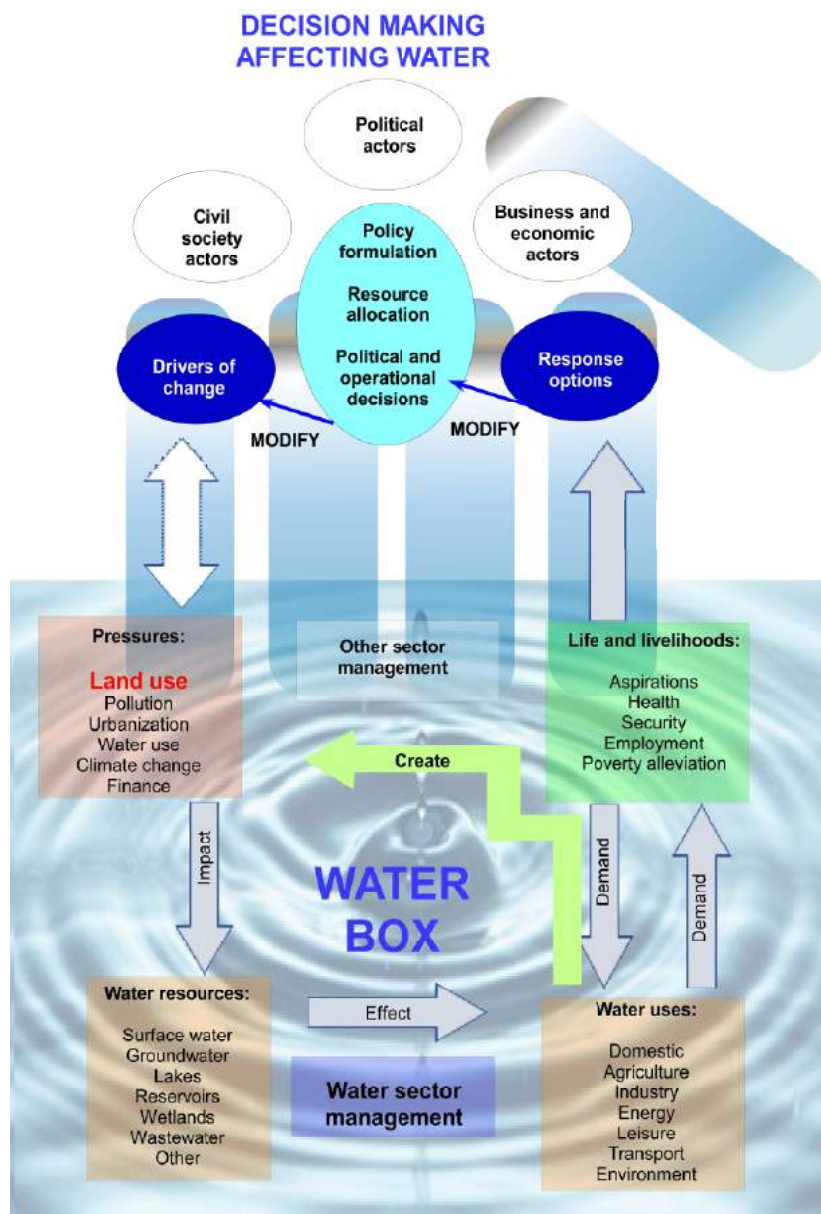 DECISION MAKING
AFFECTING WATER
Political
actors
Civil
society
actors
Business and
economic
actors
Policy
formulation
Resource
allocation
Political and
operational
decisions
Drivers of
change
Response
options
MODIFY
MODIFY
Pressures:
Land use
Pollution
Urbanization
Water use
Climate change
Finance
Other sector
management
Life and livelihoods:
Aspirations
Health
Security
Employment
Poverty alleviation
Create
Impact
WATER
BOX
Demand
Demand
Water resources:
Surface water
Groundwater
Lakes
Reservoirs
Wetlands
Wastewater
Other
Effect
Water sector
management
Water uses:
Domestic
Agriculture
Industry
Energy
Leisure
Transport
Environment